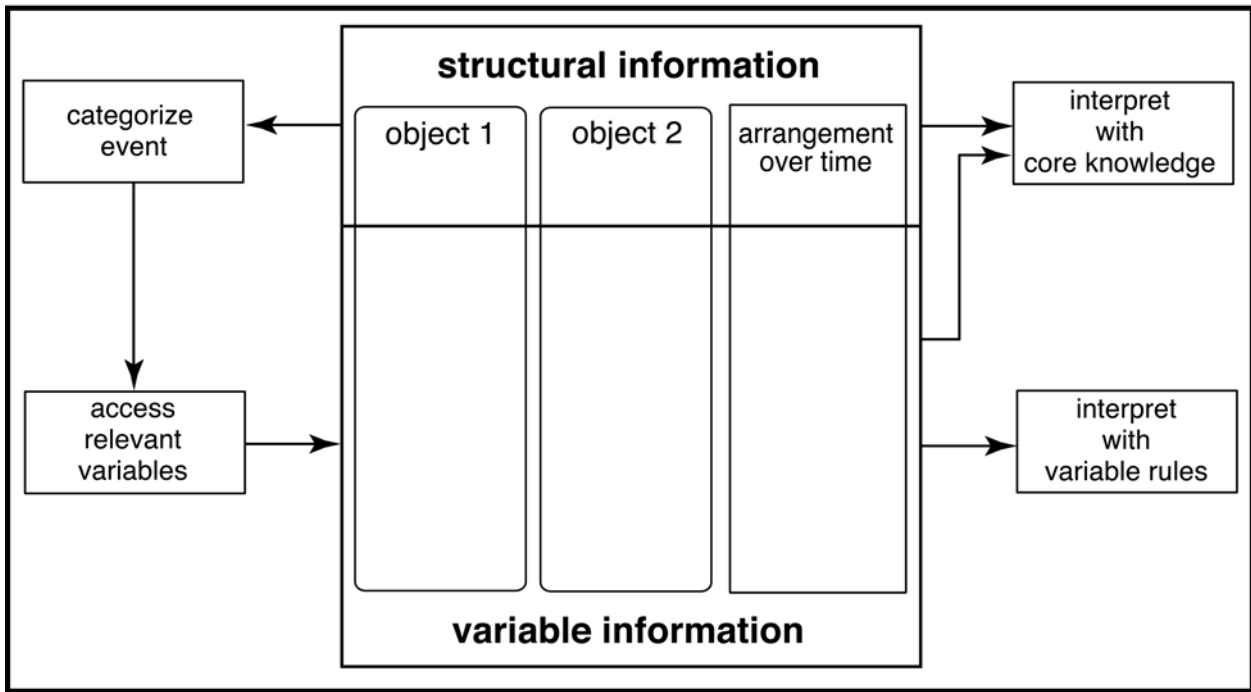 structural information
categorize
event
object 1
object 2
arrangement
over time
interpret
with
core knowledge
access
relevant
variables
interpret
with
variable rules
variable information